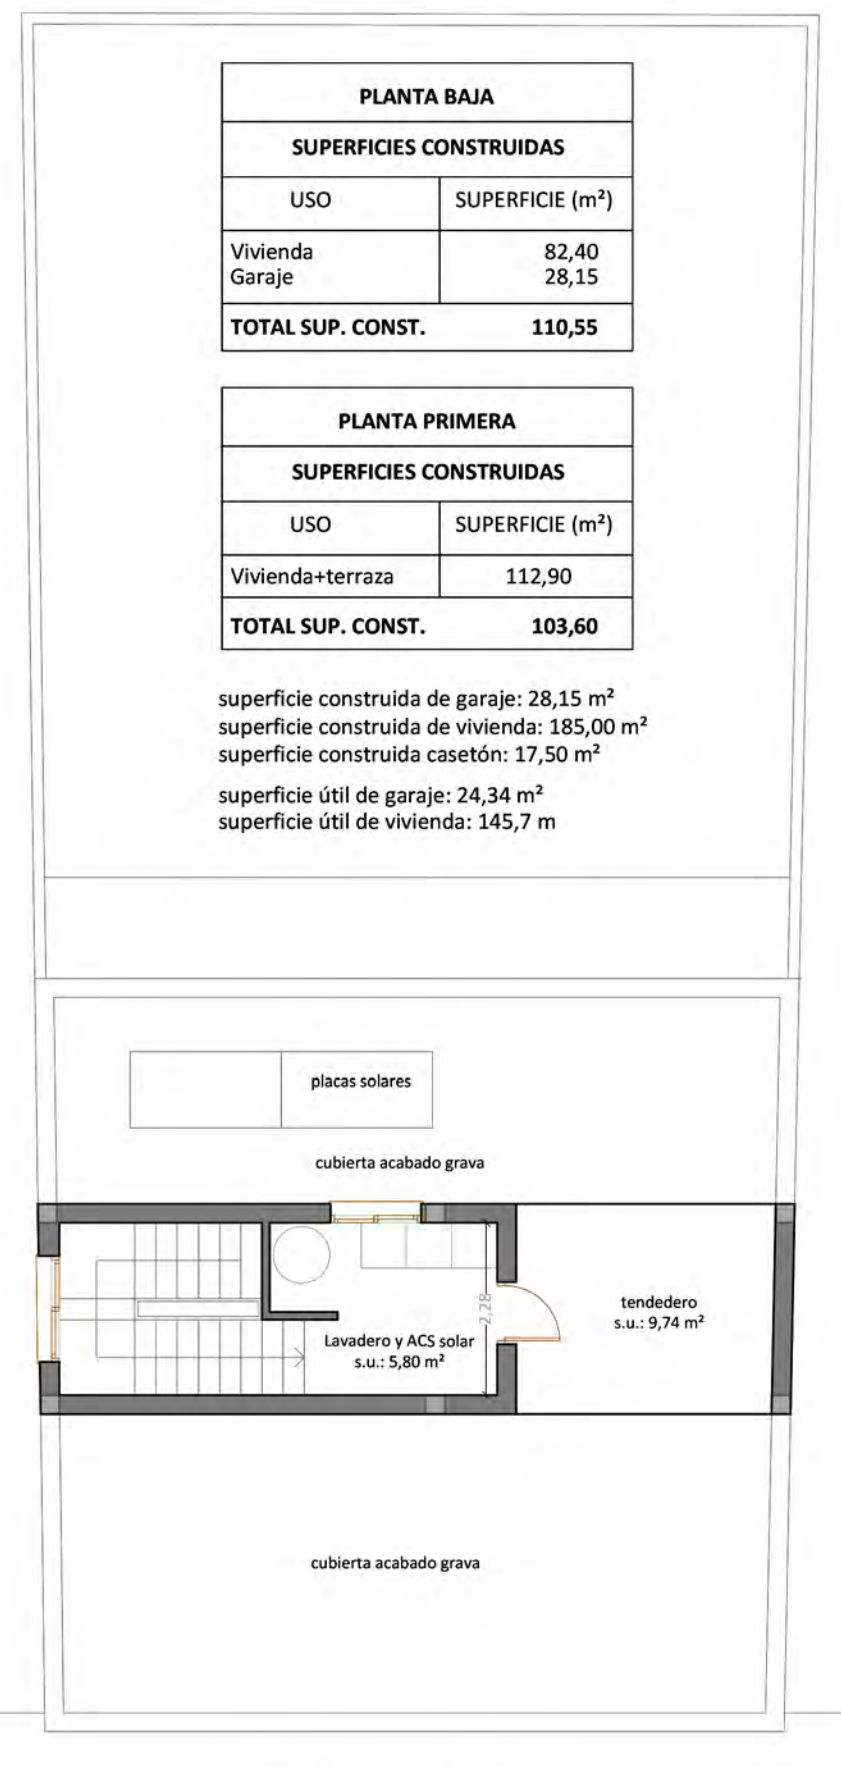 PLANTA BAJA
SUPERFICIES CONSTRUIDAS
USO SUPERFICIE (m²)
Vivienda 82,40
Garaje 28,15
TOTAL SUP. CONST. 110,55
PLANTA PRIMERA
SUPERFICIES CONSTRUIDAS
USO SUPERFICIE (m²)
Vivienda+terraza 112,90
TOTAL SUP. CONST. 103,60
superficie construida de garaje: 28,15 m²
superficie construida de vivienda: 185,00 m²
superficie construida casetón: 17,50 m²
superficie útil de garaje: 24,34 m²
superficie útil de vivienda: 145,7 m
placas solares
cubierta acabado grava
2,28
tendedero
s.u.: 9,74 m²
Lavadero y ACS solar
s.u.: 5,80 m²
cubierta acabado grava